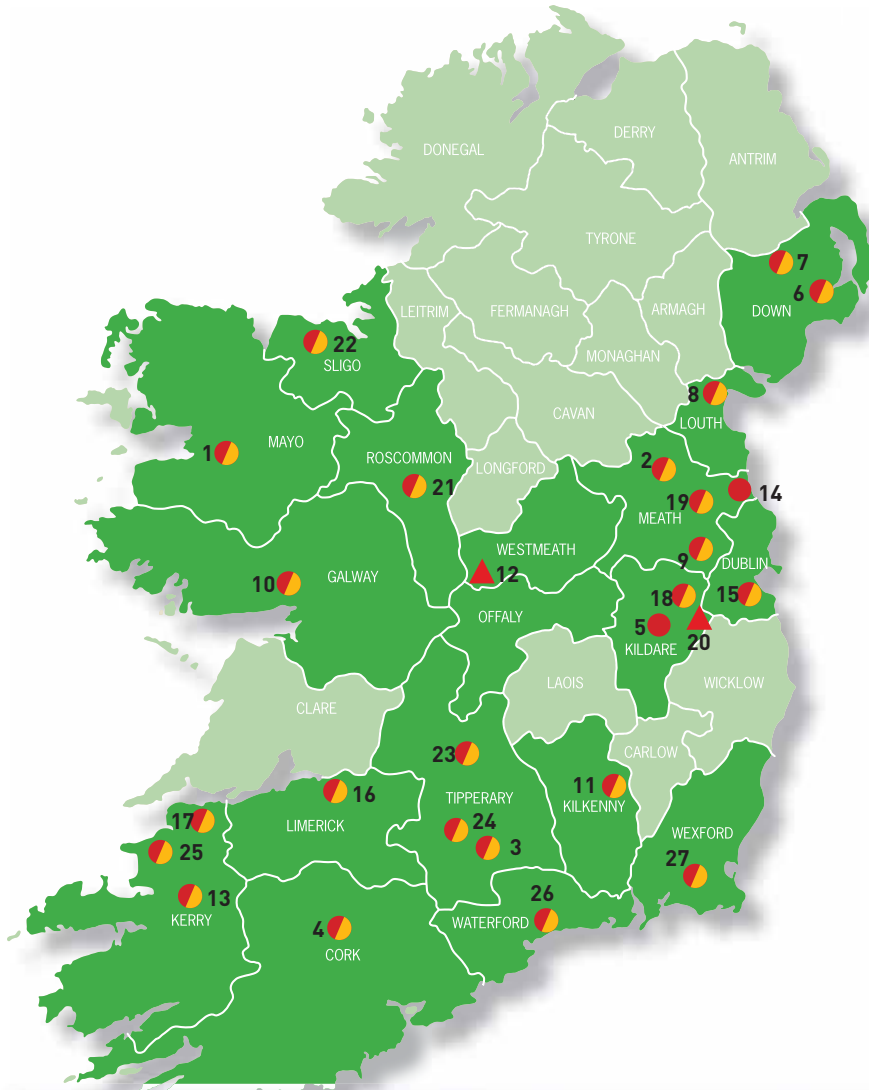 DERRY
DONEGAL
ANTRIM
TYRONE
7
6
DOWN
LEITRIM
FERMANAGH
ARMAGH
22
SLIGO
MONAGHAN
8
CAVAN
LOUTH
1
MAYO
ROSCOMMON
LONGFORD
2
21
19
14
MEATH
WESTMEATH
9
DUBLIN
10
GALWAY
12
18
15
OFFALY
5
KILDARE
20
LAOIS
WICKLOW
CLARE
23
CARLOW
16
TIPPERARY
11
KILKENNY
17
LIMERICK
24
WEXFORD
25
3
27
13
KERRY
26
WATERFORD
4
CORK